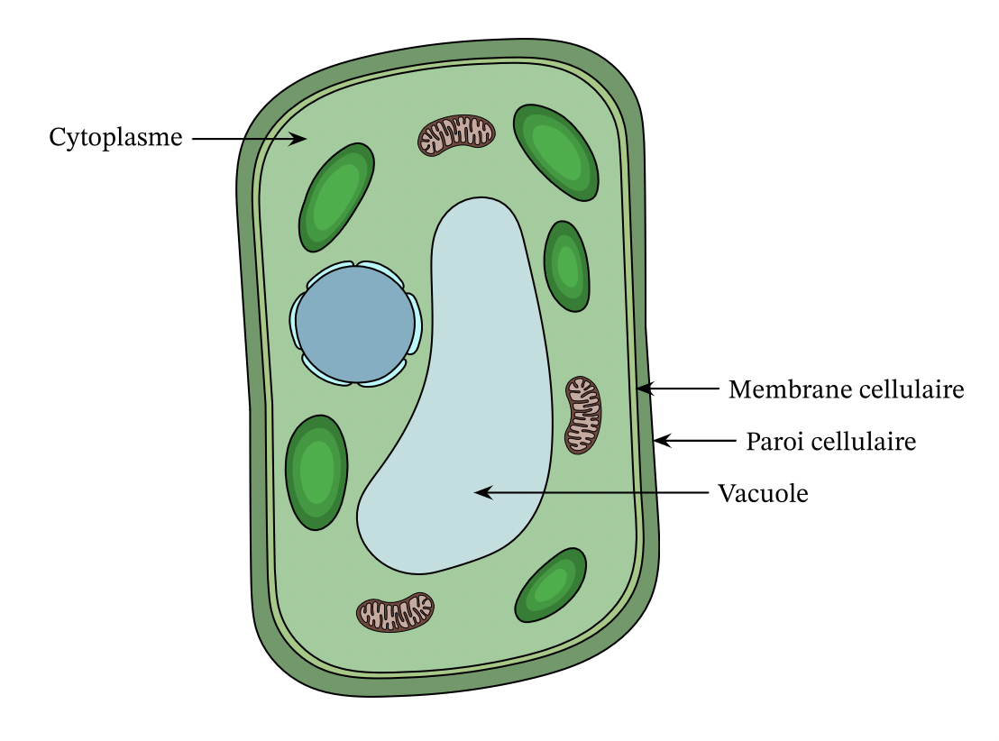 Cytoplasme
Membrane cellulaire
Paroi cellulaire
Vacuole